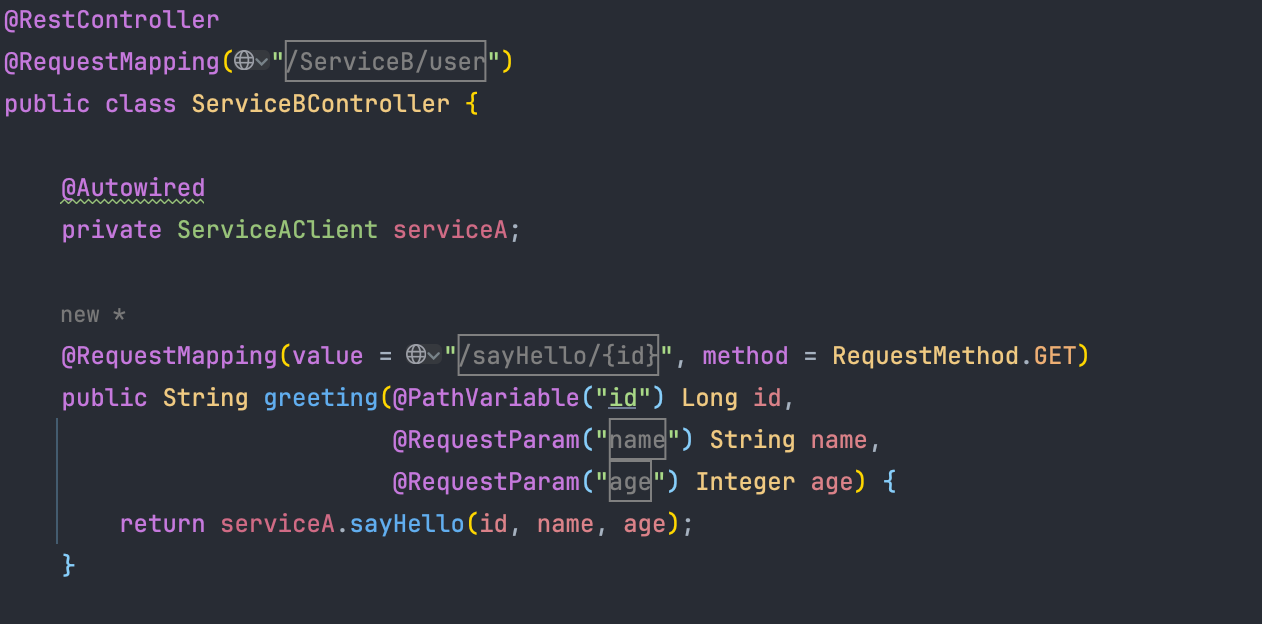 @RestController
@RequestMapping("/ServiceB/user")
public class ServiceBController {
@Autowired
private ServiceAClient serviceA;
new *
@RequestMapping(value = "/sayHello/{id}", method = RequestMethod.GET)
public String greeting(@PathVariable("id") Long id,
@RequestParam("name") String name,
@RequestParam("age") Integer age) {
return serviceA.sayHello(id, name, age);
}